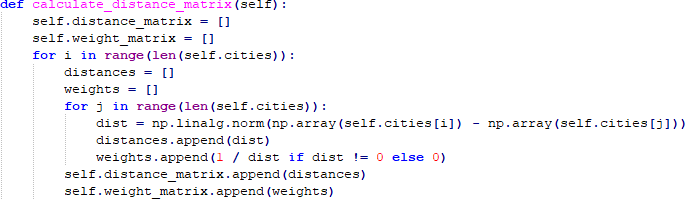 def calculate_distance_matrix(self):
    self.distance_matrix = []
    self.weight_matrix = []
    for i in range(len(self.cities)):
        distances = []
        weights = []
        for j in range(len(self.cities)):
            dist = np.linalg.norm(np.array(self.cities[i]) - np.array(self.cities[j]))
            distances.append(dist)
            weights.append(1 / dist if dist != 0 else 0)
        self.distance_matrix.append(distances)
        self.weight_matrix.append(weights)